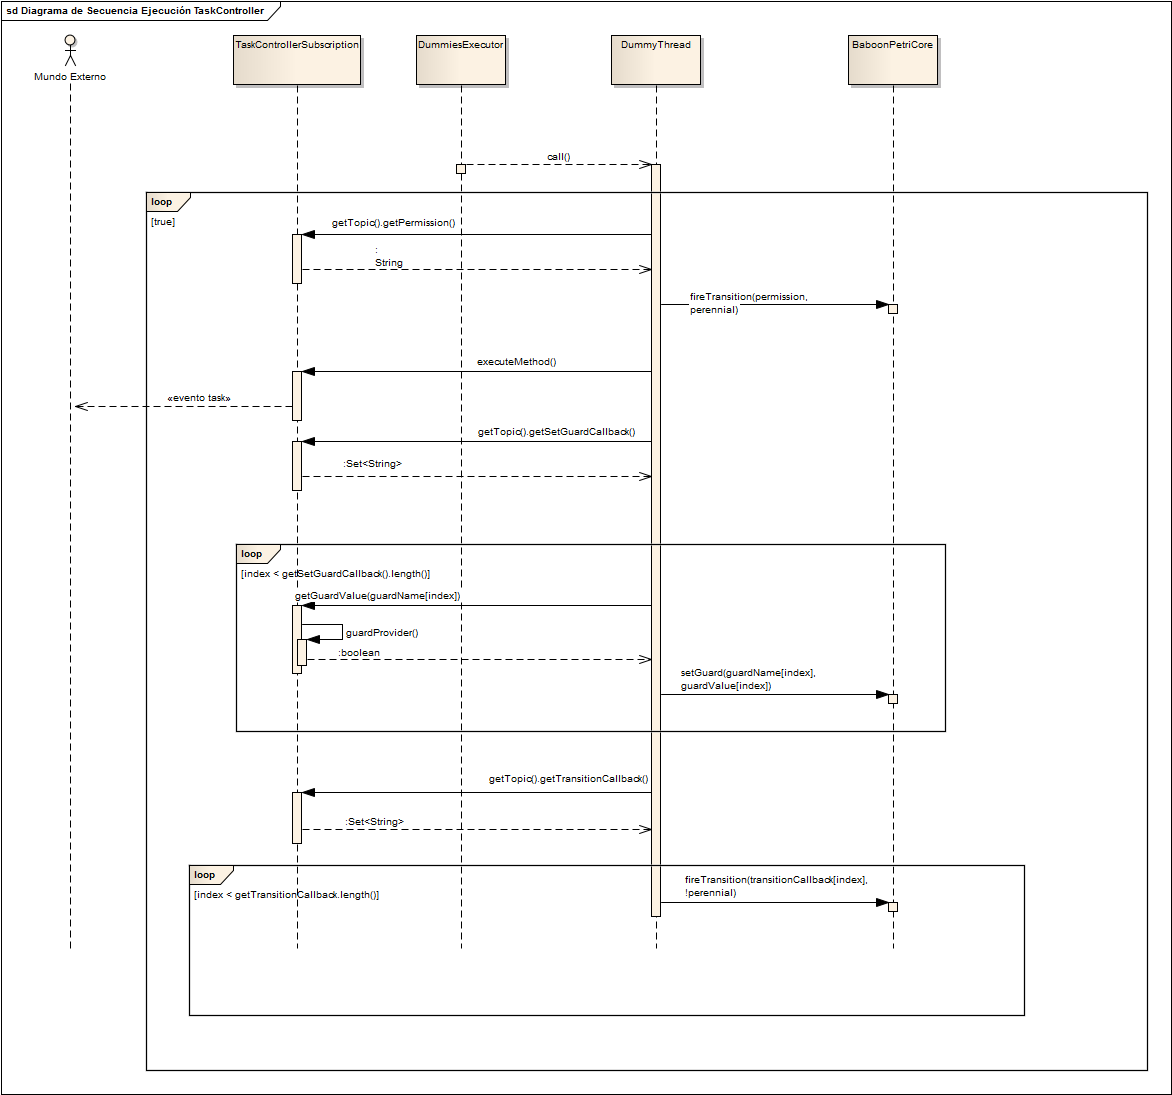 sd Diagrama de Secuencia Ejecución TaskController
Mundo Externo
TaskControllerSubscription
DummiesExecutor
DummyThread
BaboonPetriCore
call()
loop
[true]
getTopic().getPermission()
:
String
fireTransition(permission,
perennial)
executeMethod()
«evento task»
getTopic().getSetGuardCallback()
:Set<String>
loop
[index < getSetGuardCallback().length()]
getGuardValue(guardName[index])
guardProvider()
:boolean
setGuard(guardName[index],
guardValue[index])
getTopic().getTransitionCallback()
:Set<String>
loop
[index < getTransitionCallback.length()]
fireTransition(transitionCallback[index],
!perennial)